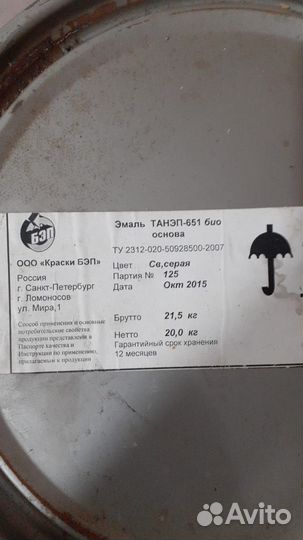 БЭП
ООО «Краски БЭП»
Россия
г. Санкт-Петербург
г. Ломоносов
ул. Мира,1
Способ применения и основные
потребительские свойства
продукции представлены в
Паспорте качества и
Инструкции по применению,
прилагаемым к продукции
Эмаль ТАНЭП-651 био
основа
ТУ 2312-020-50928500-2007
Цвет Св,серая
Партия № 125
Дата Окт 2015
Брутто 21,5 кг
Нетто 20,0 кг
Гарантийный срок хранения
12 месяцев
Avito